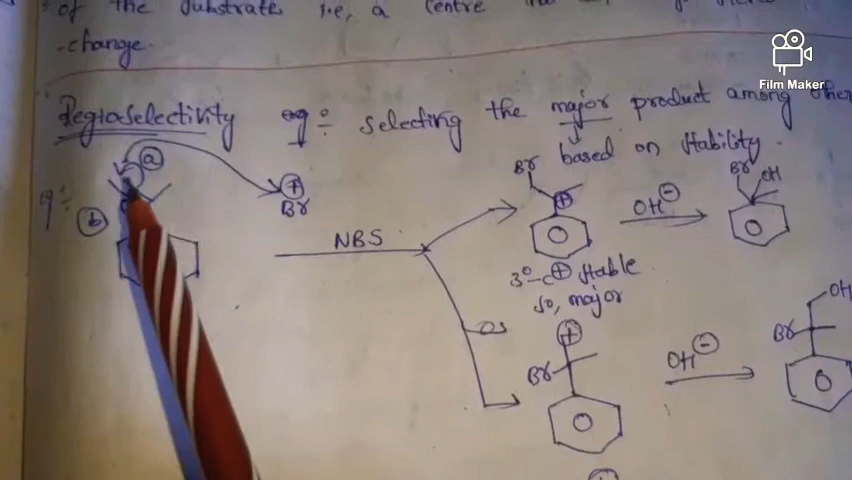 of the substrate i.e, a centre
-change.
Film Maker
Regioselectivity eg÷ selecting the major product among other
based on stability
eg÷
(a)
(b)
⊕
Br
NBS
Br
⊕
OH⊖
Br
OH
3°-c⊕ stable
so, major
⊕
Br
OH⊖
OH
Br
⊕